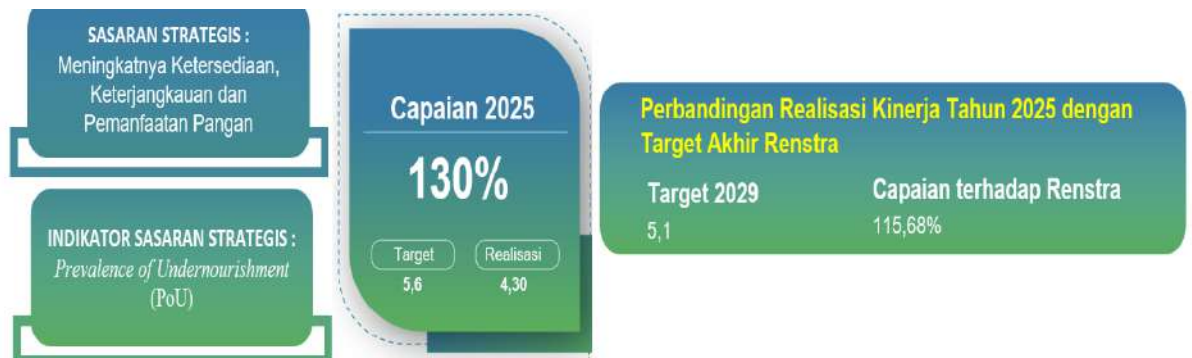 SASARAN STRATEGIS :
Meningkatnya Ketersediaan,
Keterjangkauan dan
Pemanfaatan Pangan
INDIKATOR SASARAN STRATEGIS :
Prevalence of Undernourishment
(PoU)
Capaian 2025
130%
Target Realisasi
5,6 4,30
Perbandingan Realisasi Kinerja Tahun 2025 dengan
Target Akhir Renstra
Target 2029 Capaian terhadap Renstra
5,1 115,68%